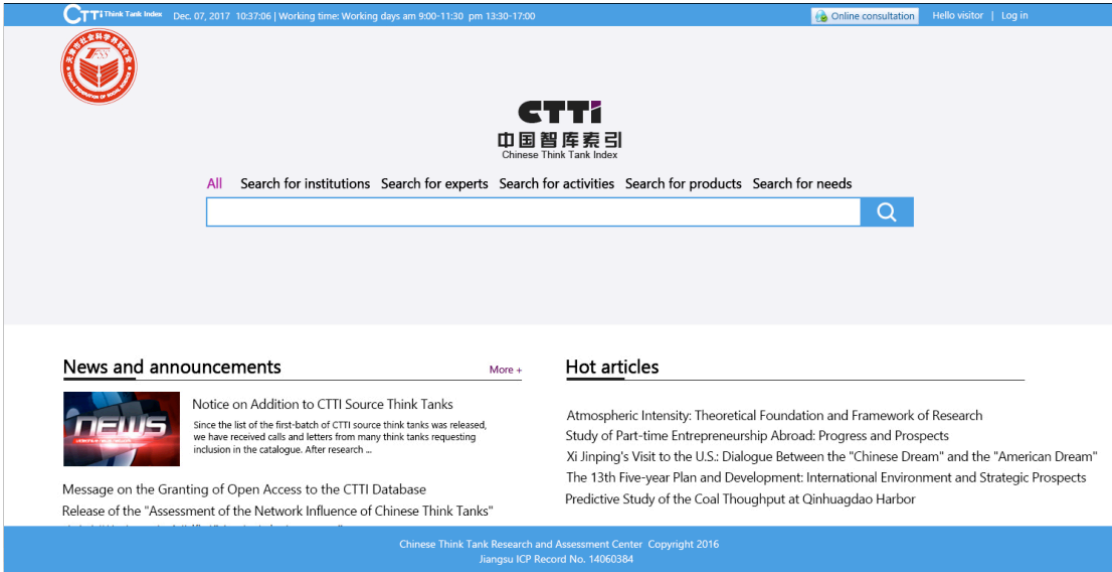 CTTi Think Tank Index Dec. 07, 2017 10:37:06 | Working time: Working days am 9:00-11:30 pm 13:30-17:00 Online consultation Hello visitor | Log in
CTTi
中国智库索引
Chinese Think Tank Index
All Search for institutions Search for experts Search for activities Search for products Search for needs
News and announcements More +
NEWS
Notice on Addition to CTTI Source Think Tanks
Since the list of the first-batch of CTTI source think tanks was released,
we have received calls and letters from many think tanks requesting
inclusion in the catalogue. After research ...
Message on the Granting of Open Access to the CTTI Database
Release of the "Assessment of the Network Influence of Chinese Think Tanks"
Hot articles
Atmospheric Intensity: Theoretical Foundation and Framework of Research
Study of Part-time Entrepreneurship Abroad: Progress and Prospects
Xi Jinping's Visit to the U.S.: Dialogue Between the "Chinese Dream" and the "American Dream"
The 13th Five-year Plan and Development: International Environment and Strategic Prospects
Predictive Study of the Coal Thoughput at Qinhuagdao Harbor
Chinese Think Tank Research and Assessment Center Copyright 2016
Jiangsu ICP Record No. 14060384